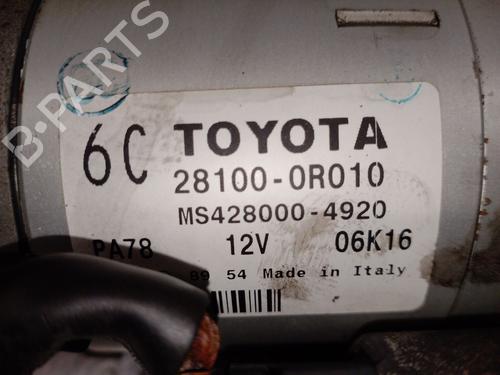 B-PARTS
6C TOYOTA
28100-0R010
MS428000-4920
PA78 12V 06K16
89 54 Made in Italy